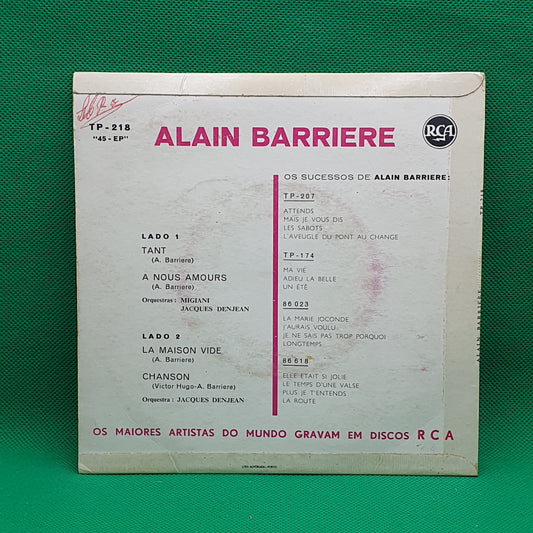 TP-218
"45-EP"
ALAIN BARRIERE
RCA
OS SUCESSOS DE ALAIN BARRIERE:
TP-207
ATTENDS
MAIS JE VOUS DIS
LES SABOTS
L'AVEUGLE DU PONT AU CHANGE
TP-174
MA VIE
ADIEU LA BELLE
UN ÉTÉ
86 023
LA MARIE JOCONDE
J'AURAIS VOULU
JE NE SAIS PAS TROP PORQUOI
LONGTEMPS
86 618
ELLE ETAIT SI JOLIE
LE TEMPS D'UNE VALSE
PLUS JE T'ENTENDS
LA ROUTE
LADO 1
TANT
(A. Barriere)
A NOUS AMOURS
(A. Barriere)
Orquestras: MIGIANI
JACQUES DENJEAN
LADO 2
LA MAISON VIDE
(A. Barriere)
CHANSON
(Victor Hugo-A. Barriere)
Orquestra: JACQUES DENJEAN
OS MAIORES ARTISTAS DO MUNDO GRAVAM EM DISCOS RCA
ALAIN BARRIERE